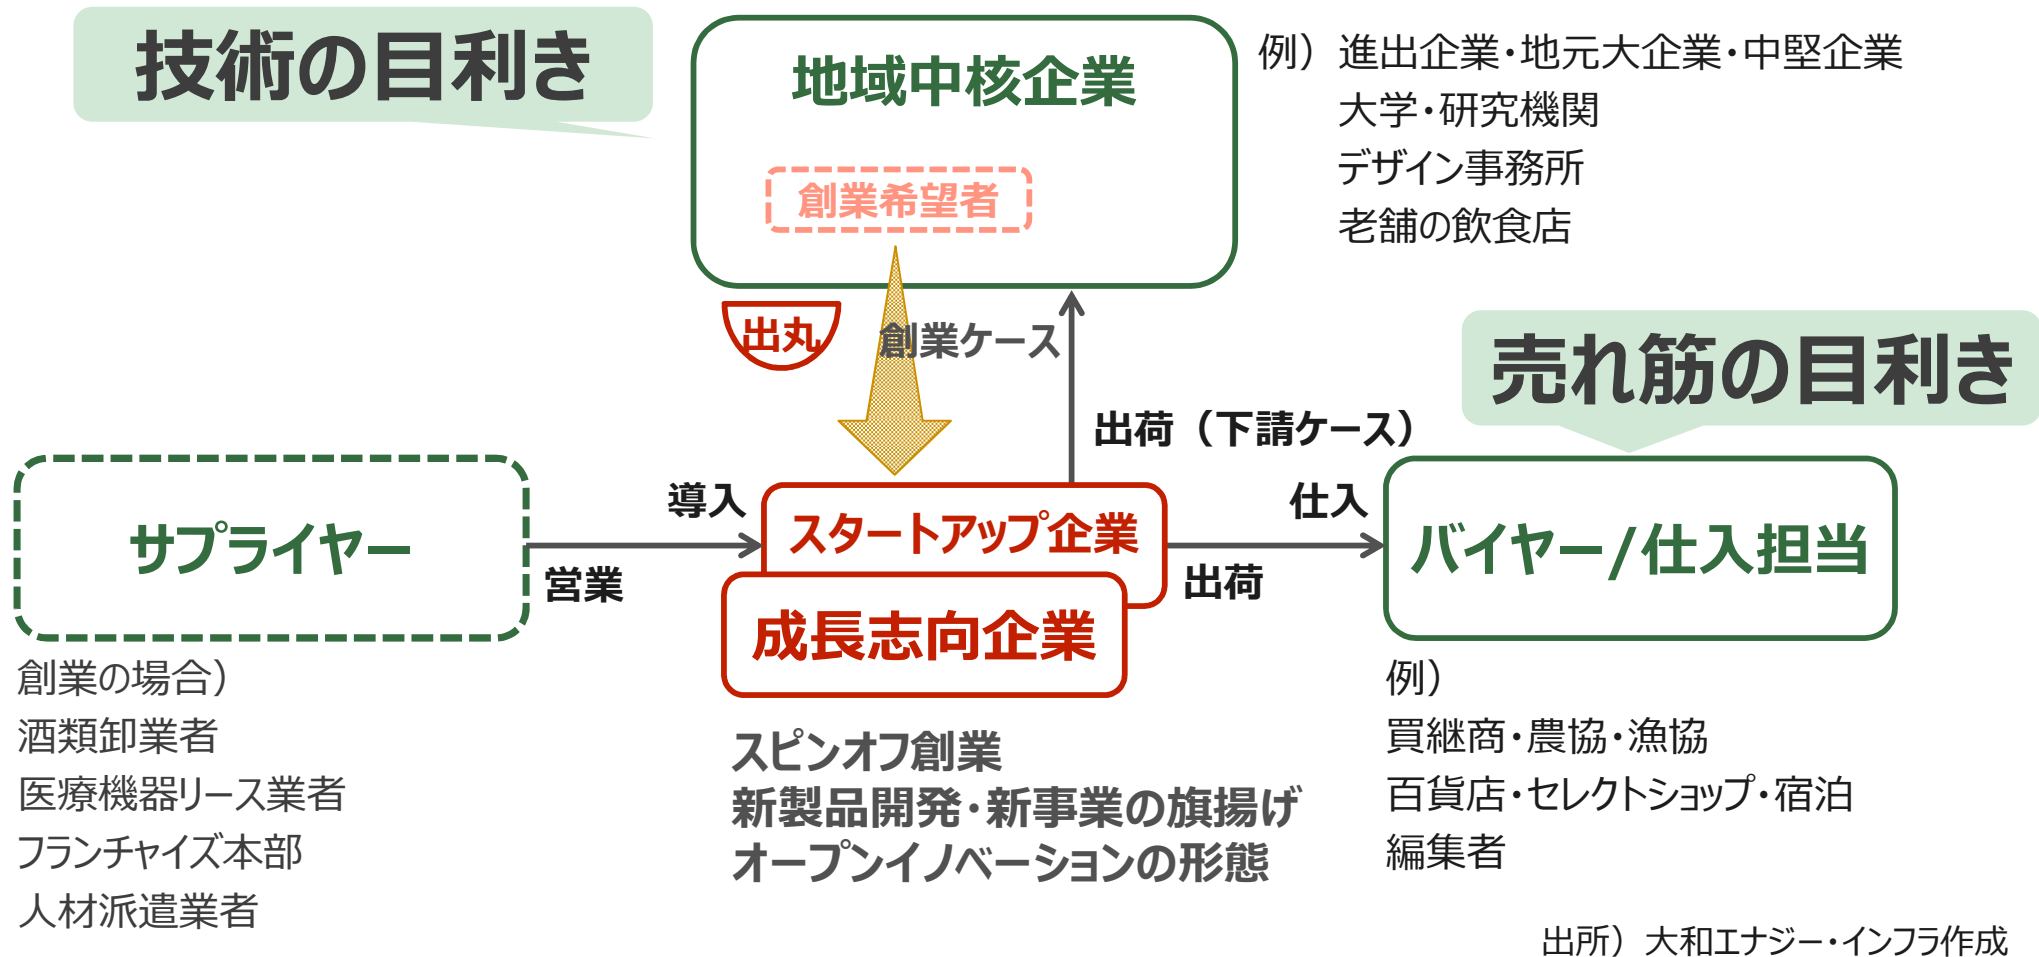 技術の目利き
地域中核企業
創業希望者
例）進出企業・地元大企業・中堅企業
大学・研究機関
デザイン事務所
老舗の飲食店
出丸
創業ケース
売れ筋の目利き
出荷（下請ケース）
サプライヤー
導入
営業
スタートアップ企業
成長志向企業
仕入
出荷
バイヤー/仕入担当
創業の場合）
酒類卸業者
医療機器リース業者
フランチャイズ本部
人材派遣業者
スピンオフ創業
新製品開発・新事業の旗揚げ
オープンイノベーションの形態
例）
買継商・農協・漁協
百貨店・セレクトショップ・宿泊
編集者
出所）大和エナジー・インフラ作成